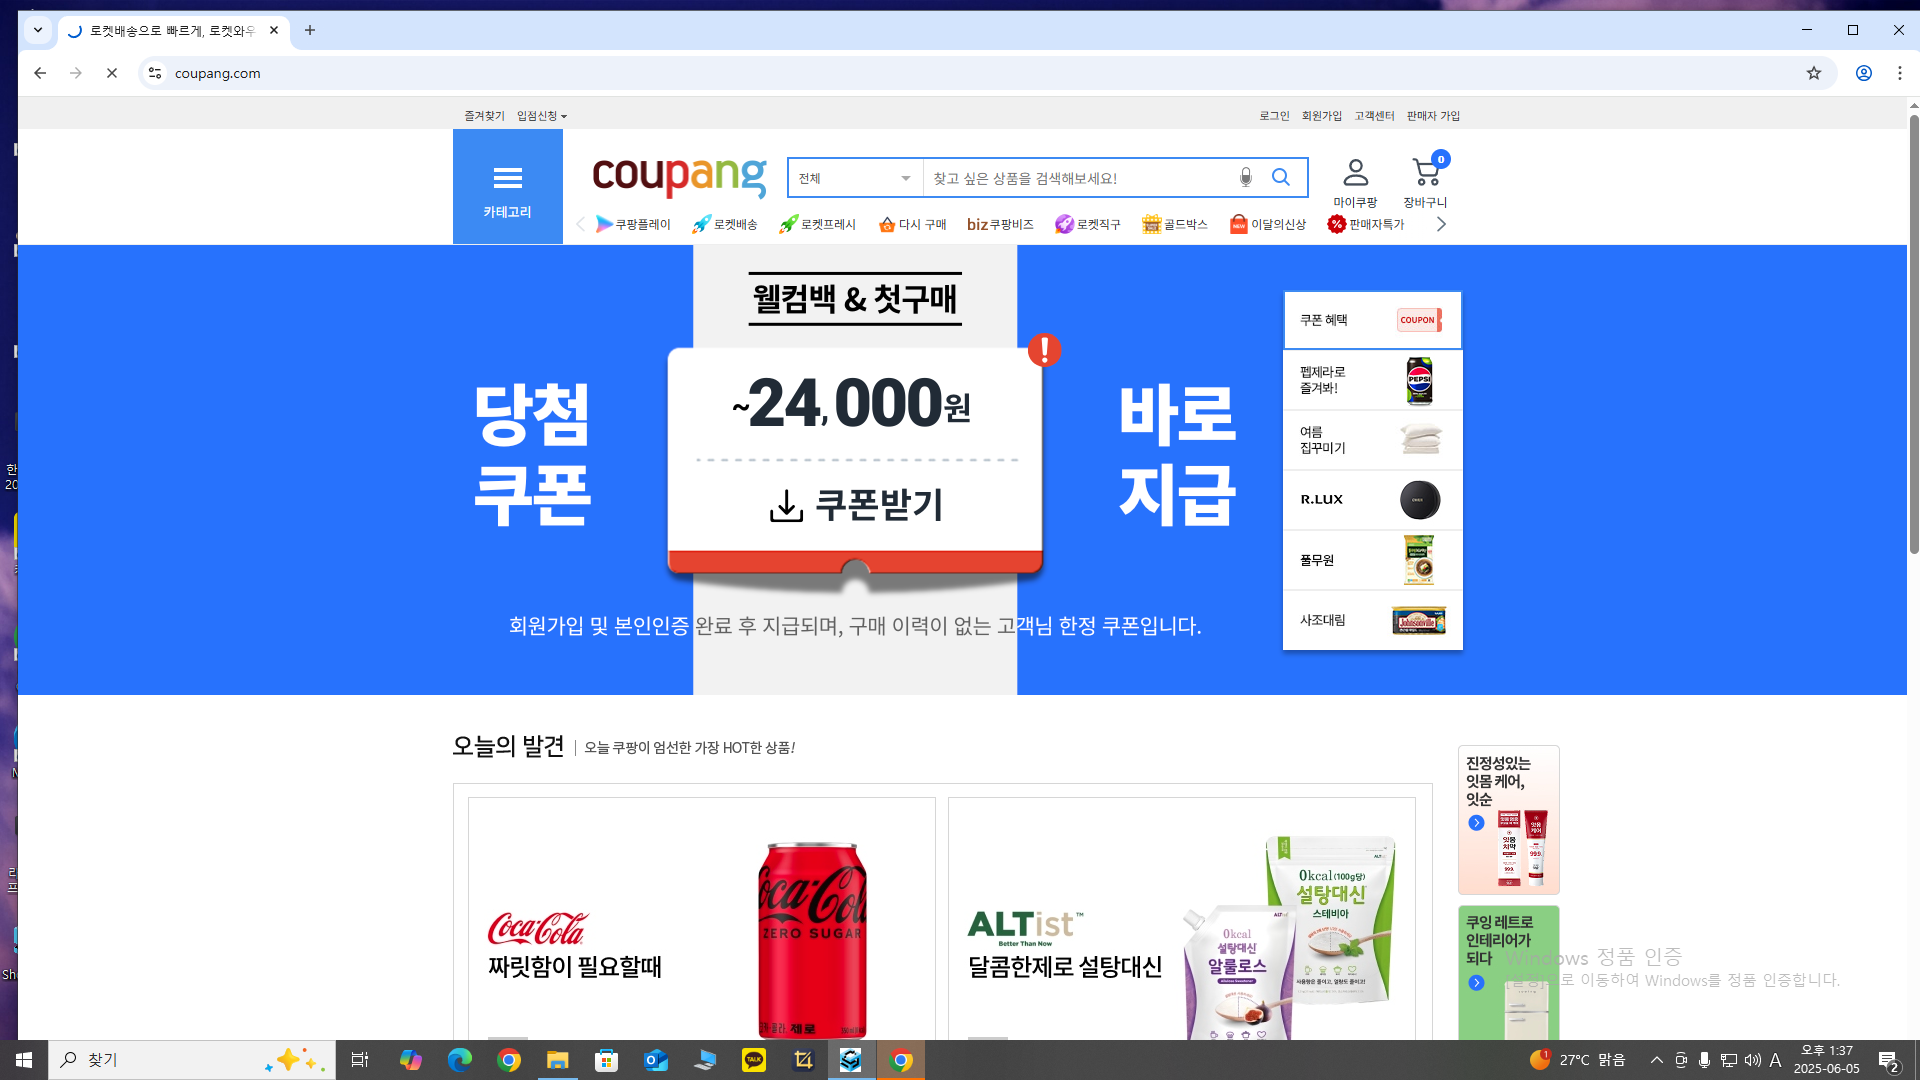 로켓배송으로 빠르게, 로켓와우
coupang.com
즐겨찾기 입점신청
로그인 회원가입 고객센터 판매자 가입
카테고리
coupang
전체
찾고 싶은 상품을 검색해보세요!
마이쿠팡
0
장바구니
쿠팡플레이 로켓배송 로켓프레시 다시 구매 biz 쿠팡비즈 로켓직구 골드박스 NEW 이달의신상 % 판매자특가
웰컴백 & 첫구매
당첨
쿠폰
~24,000원
쿠폰받기
바로
지급
회원가입 및 본인인증 완료 후 지급되며, 구매 이력이 없는 고객님 한정 쿠폰입니다.
쿠폰 혜택
COUPON
펩제라로
즐겨봐!
PEPSI
여름
집꾸미기
R.LUX
풀무원
사조대림
Johnsonville
오늘의 발견 | 오늘 쿠팡이 엄선한 가장 HOT한 상품!
Coca-Cola
짜릿함이 필요할때
Coca-Cola
ZERO SUGAR
제로
ALTist™
Better Than Now
달콤한제로 설탕대신
0kcal(100g당)
설탕대신
스테비아
0kcal
설탕대신
알룰로스
진정성있는
잇몸 케어,
잇순
쿠잉 레트로
인테리어가
되다
Windows 정품 인증
[설정]으로 이동하여 Windows를 정품 인증합니다.
찾기
TALK
1
27°C 맑음
A
오후 1:37
2025-06-05
2